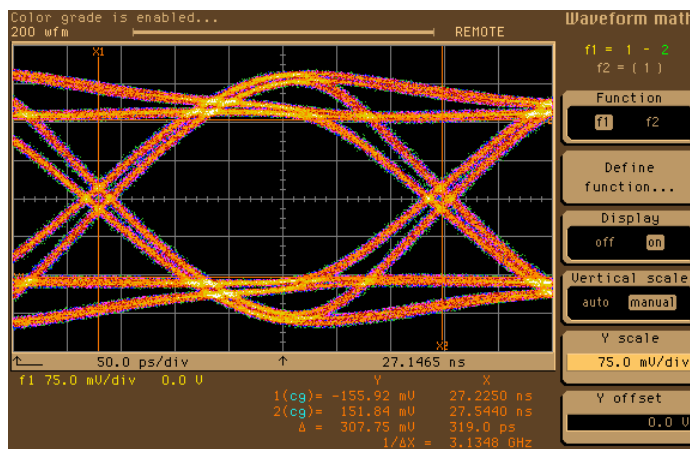 Color grade is enabled...
200 wfm
REMOTE
Waveform math
f1 = 1 - 2
f2 = ( 1 )
Function
f1 f2
Define
function...
Display
off on
Vertical scale
auto manual
Y scale
75.0 mV/div
Y offset
0.0 V
X1
X2
50.0 ps/div 27.1465 ns
f1 75.0 mV/div 0.0 V
Y X
1(cg)= -155.92 mV 27.2250 ns
2(cg)= 151.84 mV 27.5440 ns
Δ = 307.75 mV 319.0 ps
1/ΔX = 3.1348 GHz